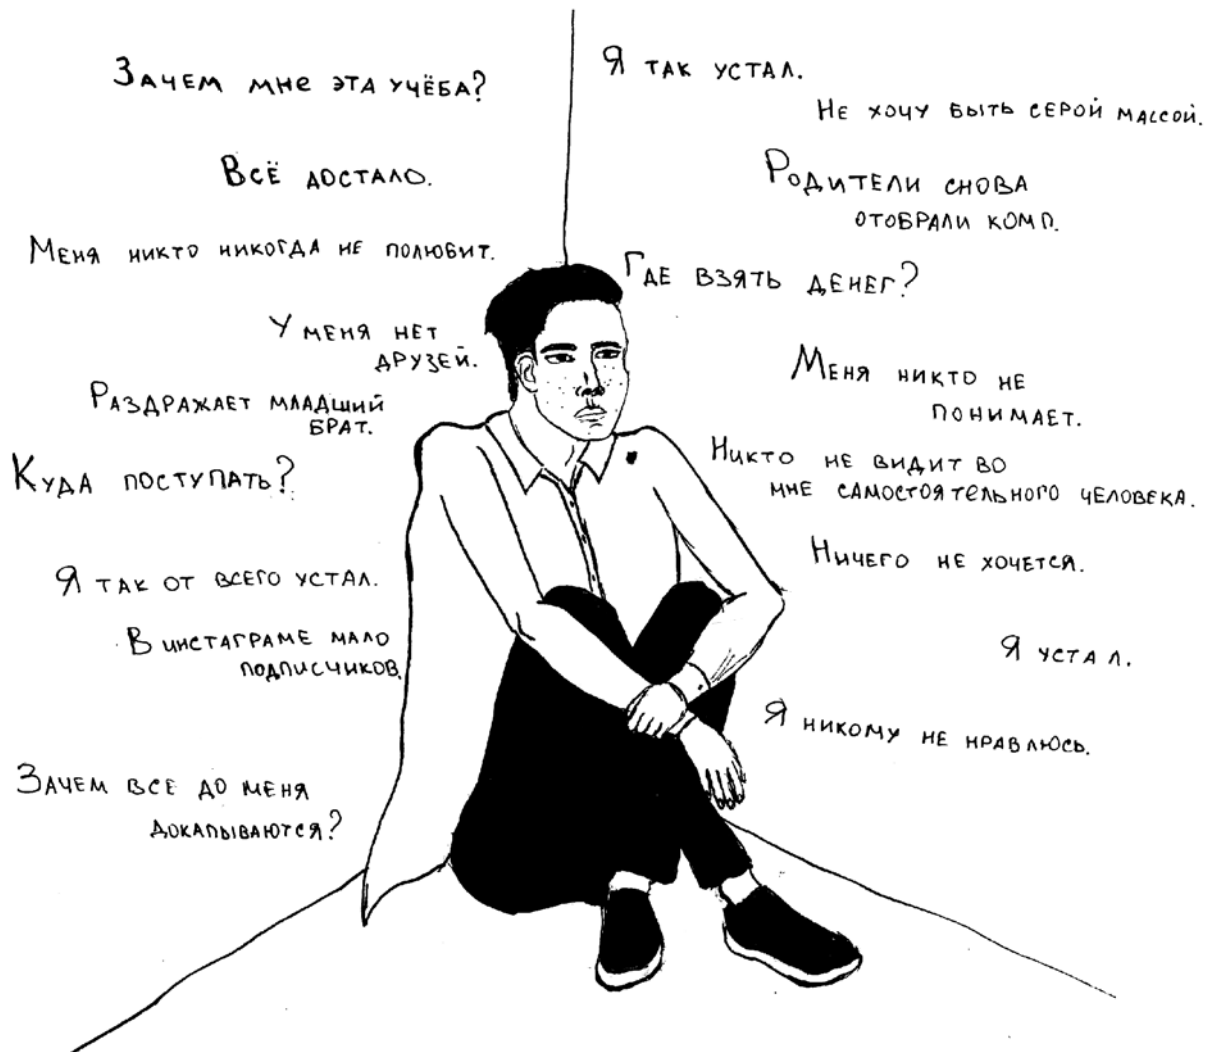 Зачем мне эта учёба?
Всё достало.
Меня никто никогда не полюбит.
У меня нет
друзей.
Раздражает младший
брат.
Куда поступать?
Я так от всего устал.
В инстаграме мало
подписчиков.
Зачем все до меня
докапываются?
Я так устал.
Не хочу быть серой массой.
Родители снова
отобрали комп.
Где взять денег?
Меня никто не
понимает.
Никто не видит во
мне самостоятельного человека.
Ничего не хочется.
Я устал.
Я никому не нравлюсь.